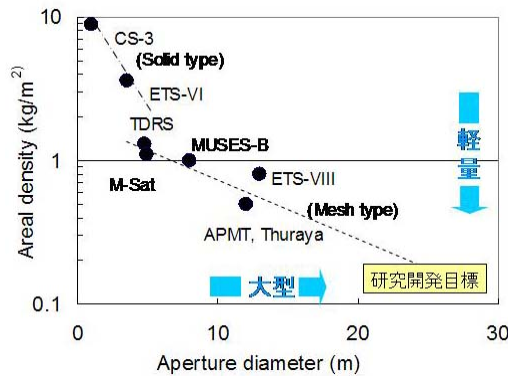 Areal density (kg/m²)
10
1
0.1
CS-3
(Solid type)
ETS-VI
TDRS
MUSES-B
M-Sat
ETS-VIII
(Mesh type)
APMT, Thuraya
軽量
大型
研究開発目標
0
10
20
30
Aperture diameter (m)